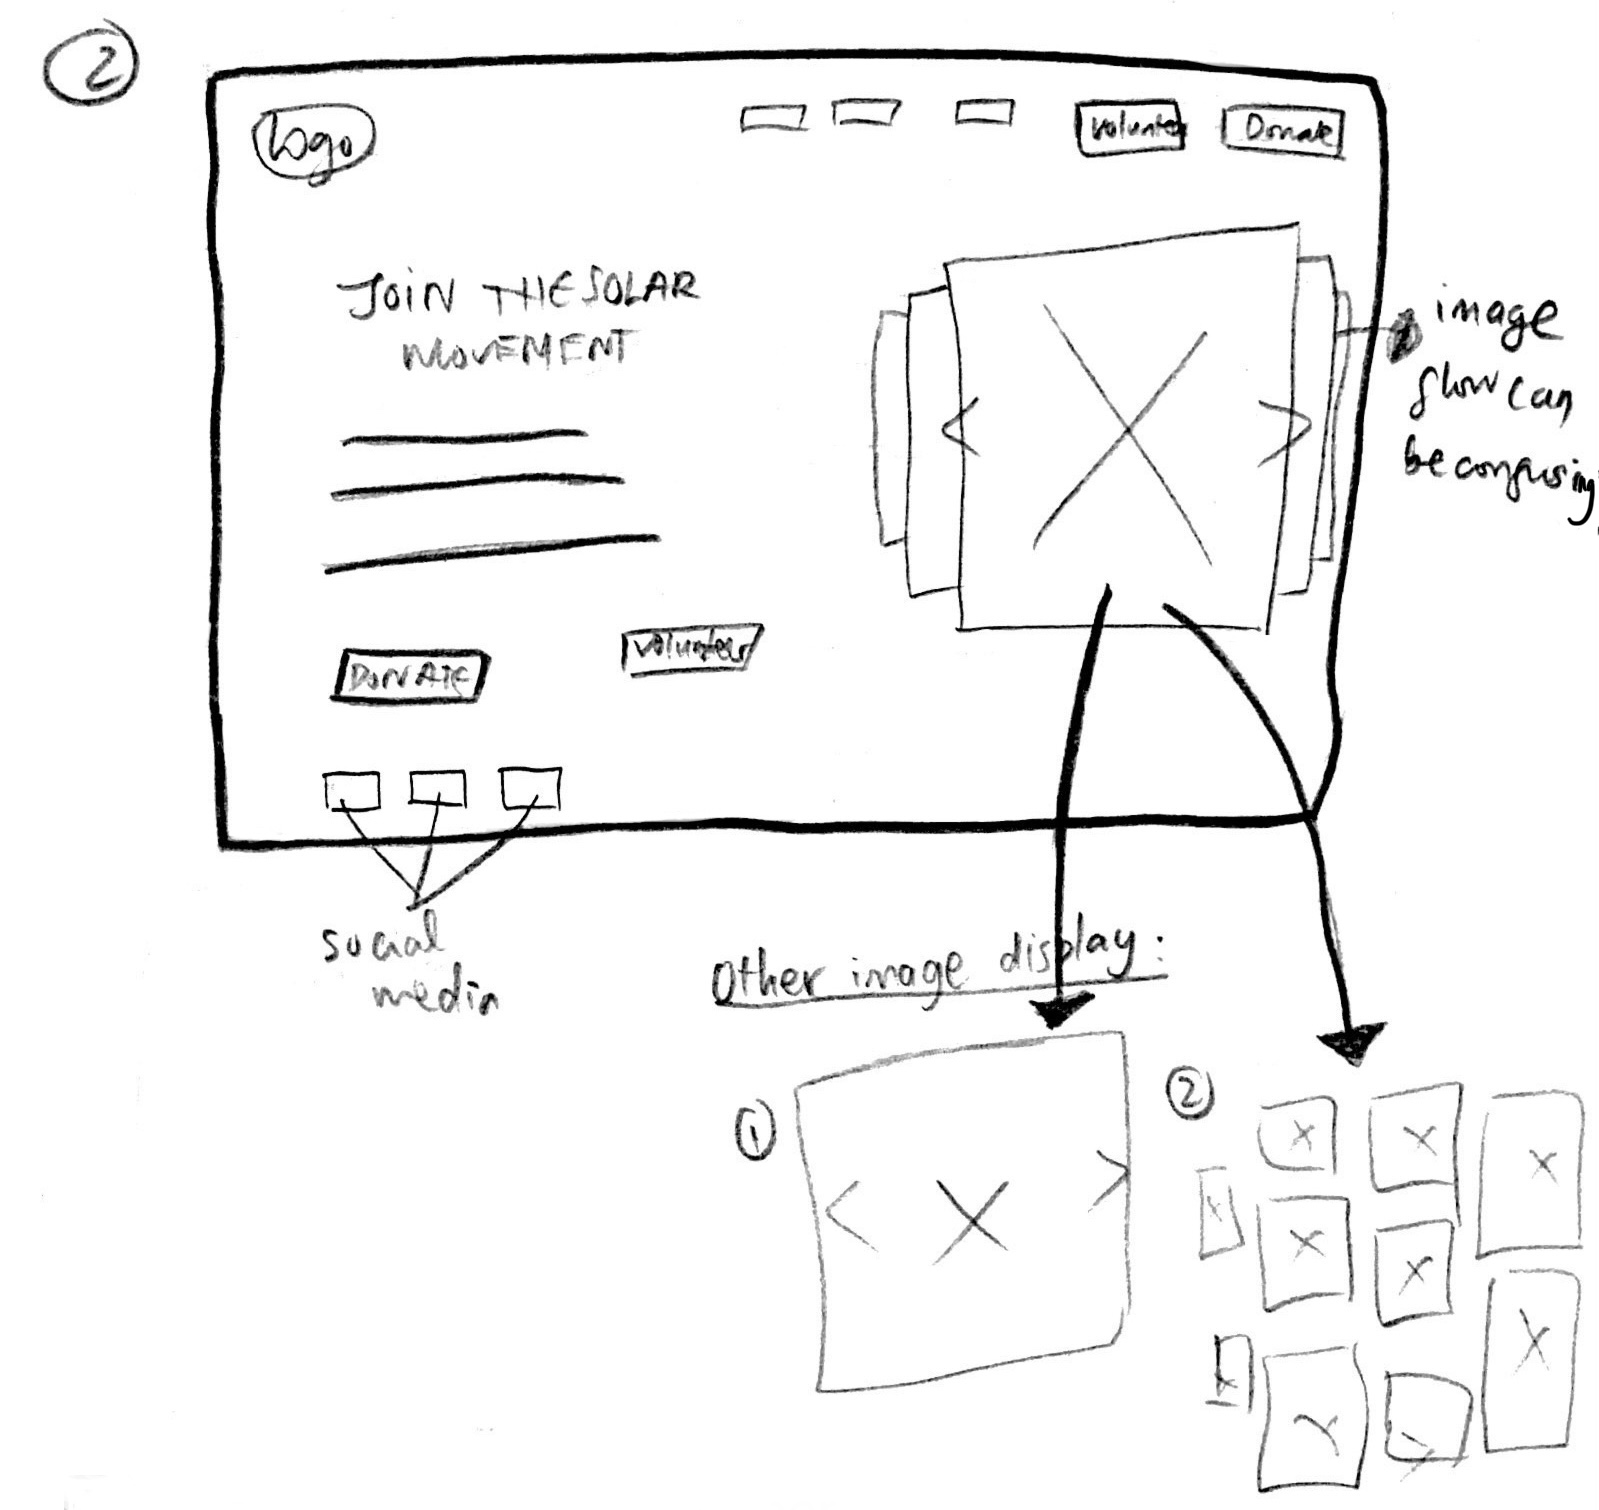 2
Logo
Volunteer
Donate
JOIN THE SOLAR
MOVEMENT
image
flow can
be confusing
DONATE
Volunteer
social
media
Other image display:
1
2